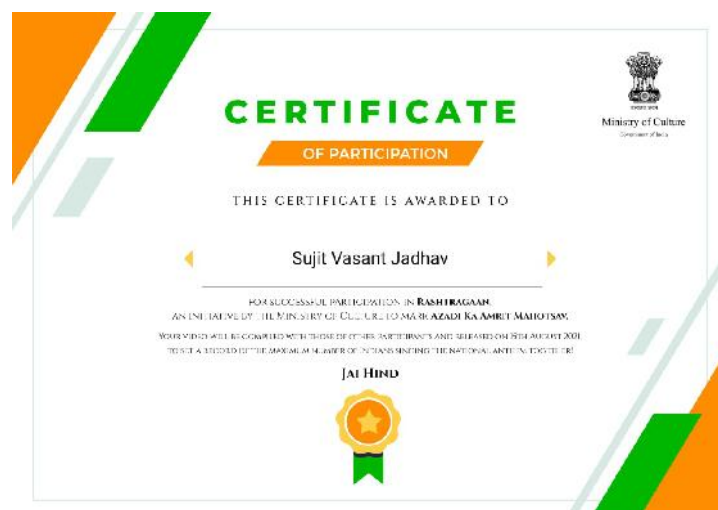 CERTIFICATE
OF PARTICIPATION
Ministry of Culture
Government of India
THIS CERTIFICATE IS AWARDED TO
Sujit Vasant Jadhav
FOR SUCCESSFUL PARTICIPATION IN RASHTRAGAAN,
AN INITIATIVE BY THE MINISTRY OF CULTURE TO MARK AZADI KA AMRIT MAHOTSAV.
YOUR VIDEO WILL BE COMPILED WITH THOSE OF OTHER PARTICIPANTS AND RELEASED ON 15TH AUGUST 2021
TO SET A RECORD OF THE MAXIMUM NUMBER OF INDIANS SINGING THE NATIONAL ANTHEM TOGETHER!
JAI HIND